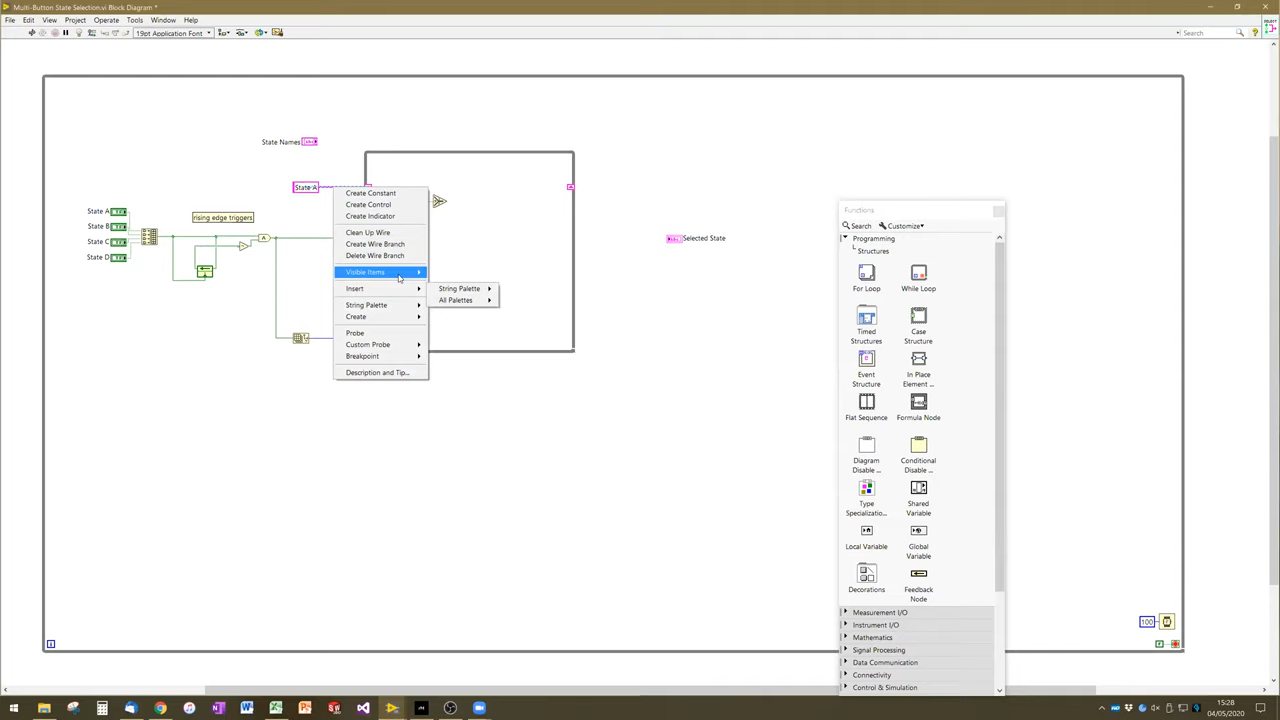 Multi-Button State Selection.vi Block Diagram *
File Edit View Project Operate Tools Window Help
19pt Application Font
Search
State Names
State A
rising edge triggers
State A
State B
State C
State D
Create Constant
Create Control
Create Indicator
Clean Up Wire
Create Wire Branch
Delete Wire Branch
Visible Items
Insert
String Palette
Create
Probe
Custom Probe
Breakpoint
Description and Tip...
String Palette
All Palettes
Selected State
Functions
Search Customize
Programming
Structures
For Loop While Loop
Timed Structures
Case Structure
Event Structure
In Place Element ...
Flat Sequence Formula Node
Diagram Disable ...
Conditional Disable ...
Type Specializatio...
Shared Variable
Local Variable
Global Variable
Decorations
Feedback Node
Measurement I/O
Instrument I/O
Mathematics
Signal Processing
Data Communication
Connectivity
Control & Simulation
100
i
15:28
04/05/2020